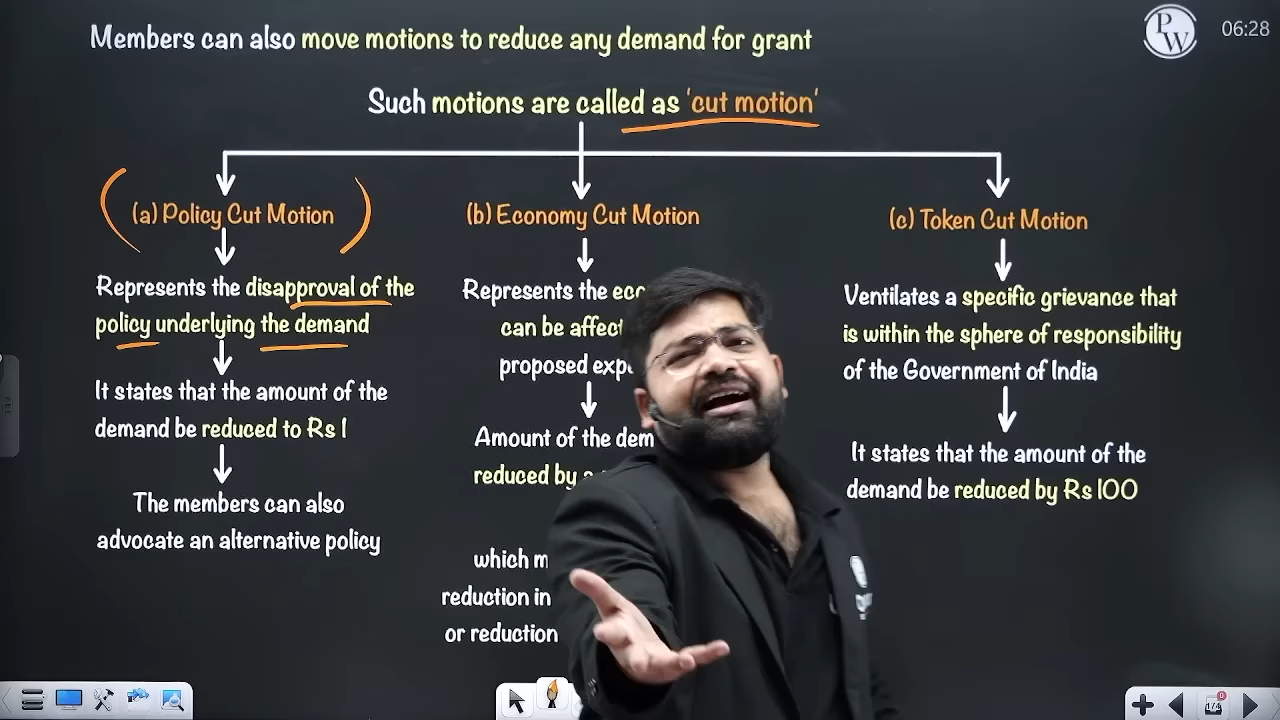 Members can also move motions to reduce any demand for grant
PW
06:28
Such motions are called as 'cut motion'
(a) Policy Cut Motion
Represents the disapproval of the
policy underlying the demand
It states that the amount of the
demand be reduced to Rs 1
The members can also
advocate an alternative policy
(b) Economy Cut Motion
Represents the
can be
proposed
Amount of the
reduced by
which
reduction in
or reduction
(c) Token Cut Motion
Ventilates a specific grievance that
is within the sphere of responsibility
of the Government of India
It states that the amount of the
demand be reduced by Rs 100